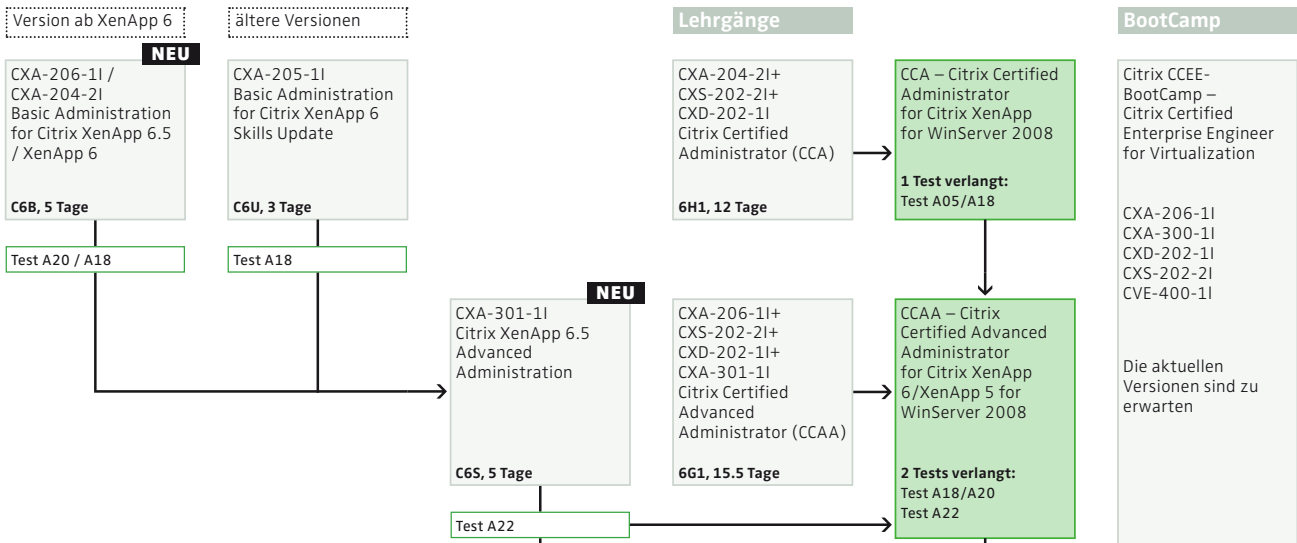 Version ab XenApp 6
ältere Versionen
Lehrgänge
BootCamp
NEU
CXA-206-1I /
CXA-204-2I
Basic Administration
for Citrix XenApp 6.5
/ XenApp 6
C6B, 5 Tage
Test A20 / A18
CXA-205-1I
Basic Administration
for Citrix XenApp 6
Skills Update
C6U, 3 Tage
Test A18
CXA-204-2I+
CXS-202-2I+
CXD-202-1I
Citrix Certified
Administrator (CCA)
6H1, 12 Tage
CCA – Citrix Certified
Administrator
for Citrix XenApp
for WinServer 2008
1 Test verlangt:
Test A05/A18
Citrix CCEE-
BootCamp –
Citrix Certified
Enterprise Engineer
for Virtualization
CXA-206-1I
CXA-300-1I
CXD-202-1I
CXS-202-2I
CVE-400-1I
Die aktuellen
Versionen sind zu
erwarten
NEU
CXA-301-1I
Citrix XenApp 6.5
Advanced
Administration
C6S, 5 Tage
Test A22
CXA-206-1I+
CXS-202-2I+
CXD-202-1I+
CXA-301-1I
Citrix Certified
Advanced
Administrator (CCAA)
6G1, 15.5 Tage
CCAA – Citrix
Certified Advanced
Administrator
for Citrix XenApp
6/XenApp 5 for
WinServer 2008
2 Tests verlangt:
Test A18/A20
Test A22